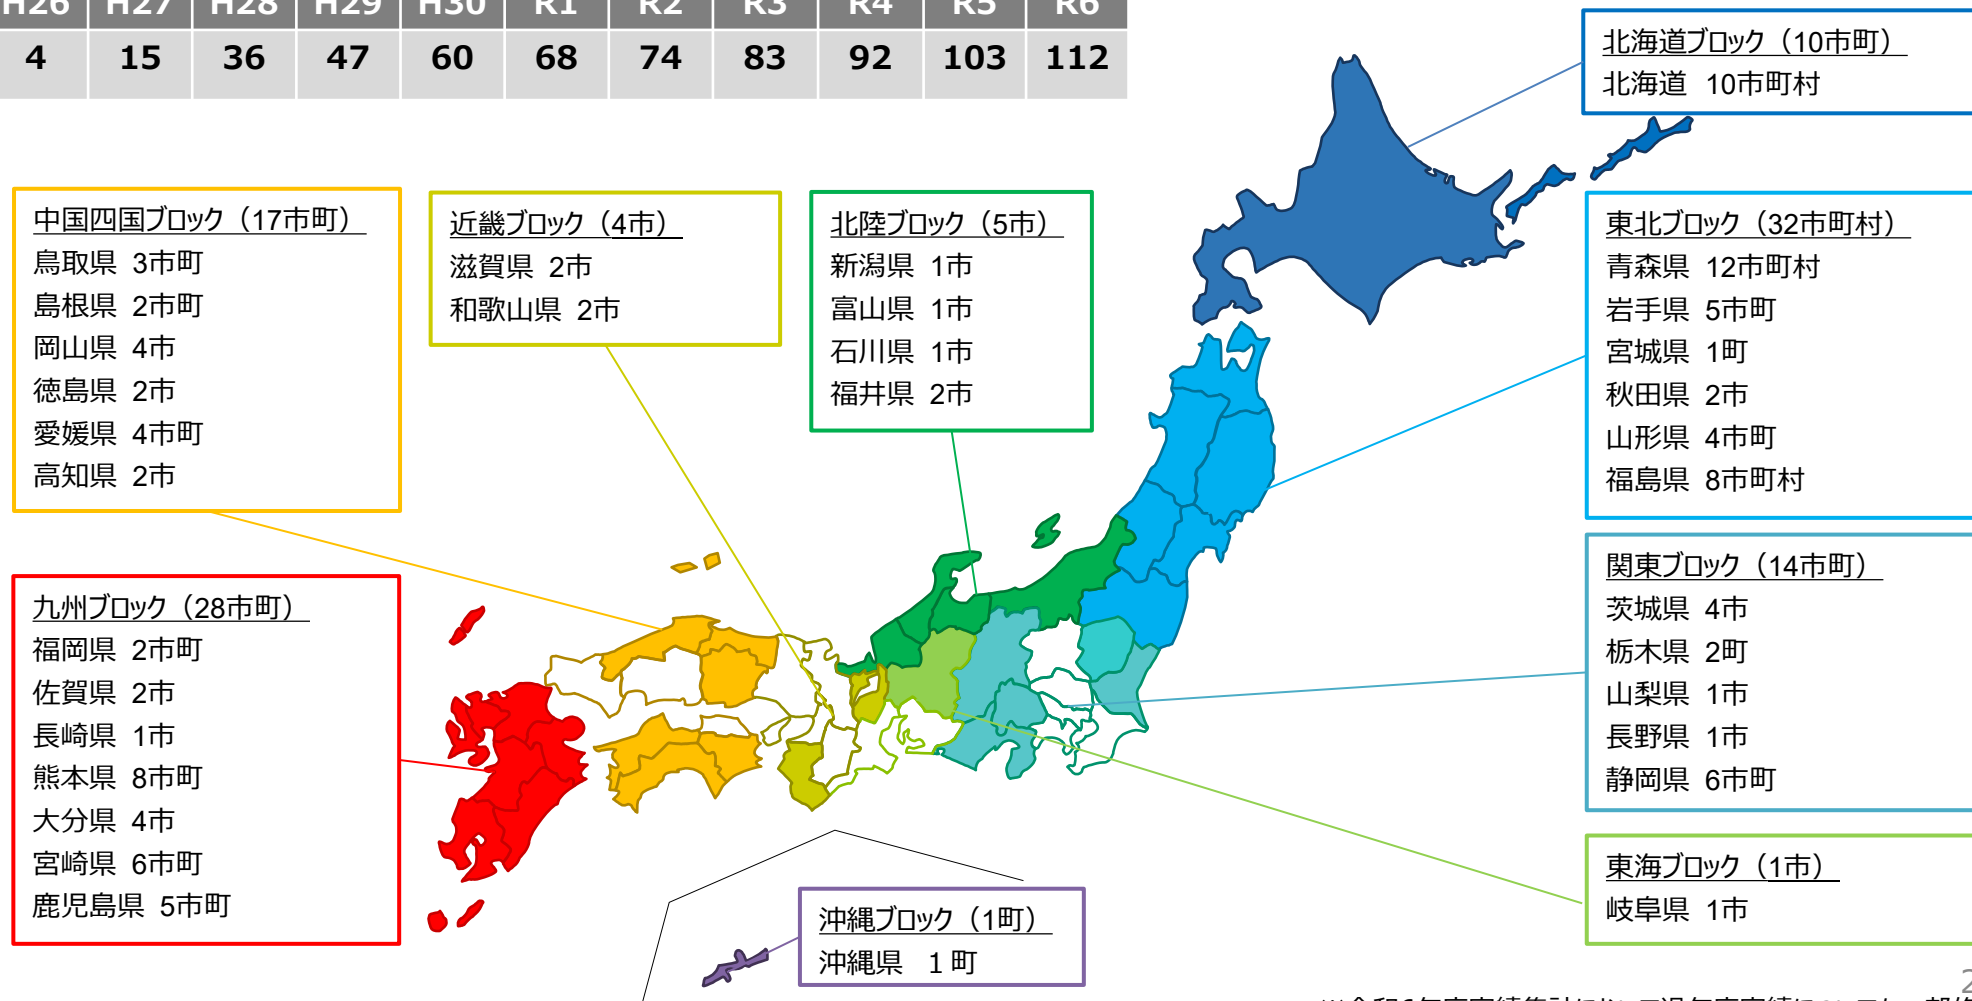 H26 H27 H28 H29 H30 R1 R2 R3 R4 R5 R6
4 15 36 47 60 68 74 83 92 103 112
北海道ブロック（10市町）
北海道 10市町村
中国四国ブロック（17市町）
鳥取県 3市町
島根県 2市町
岡山県 4市
徳島県 2市
愛媛県 4市町
高知県 2市
近畿ブロック（4市）
滋賀県 2市
和歌山県 2市
北陸ブロック（5市）
新潟県 1市
富山県 1市
石川県 1市
福井県 2市
東北ブロック（32市町村）
青森県 12市町村
岩手県 5市町
宮城県 1町
秋田県 2市
山形県 4市町
福島県 8市町村
九州ブロック（28市町）
福岡県 2市町
佐賀県 2市
長崎県 1市
熊本県 8市町
大分県 4市
宮崎県 6市町
鹿児島県 5市町
関東ブロック（14市町）
茨城県 4市
栃木県 2町
山梨県 1市
長野県 1市
静岡県 6市町
東海ブロック（1市）
岐阜県 1市
沖縄ブロック（1町）
沖縄県 １町